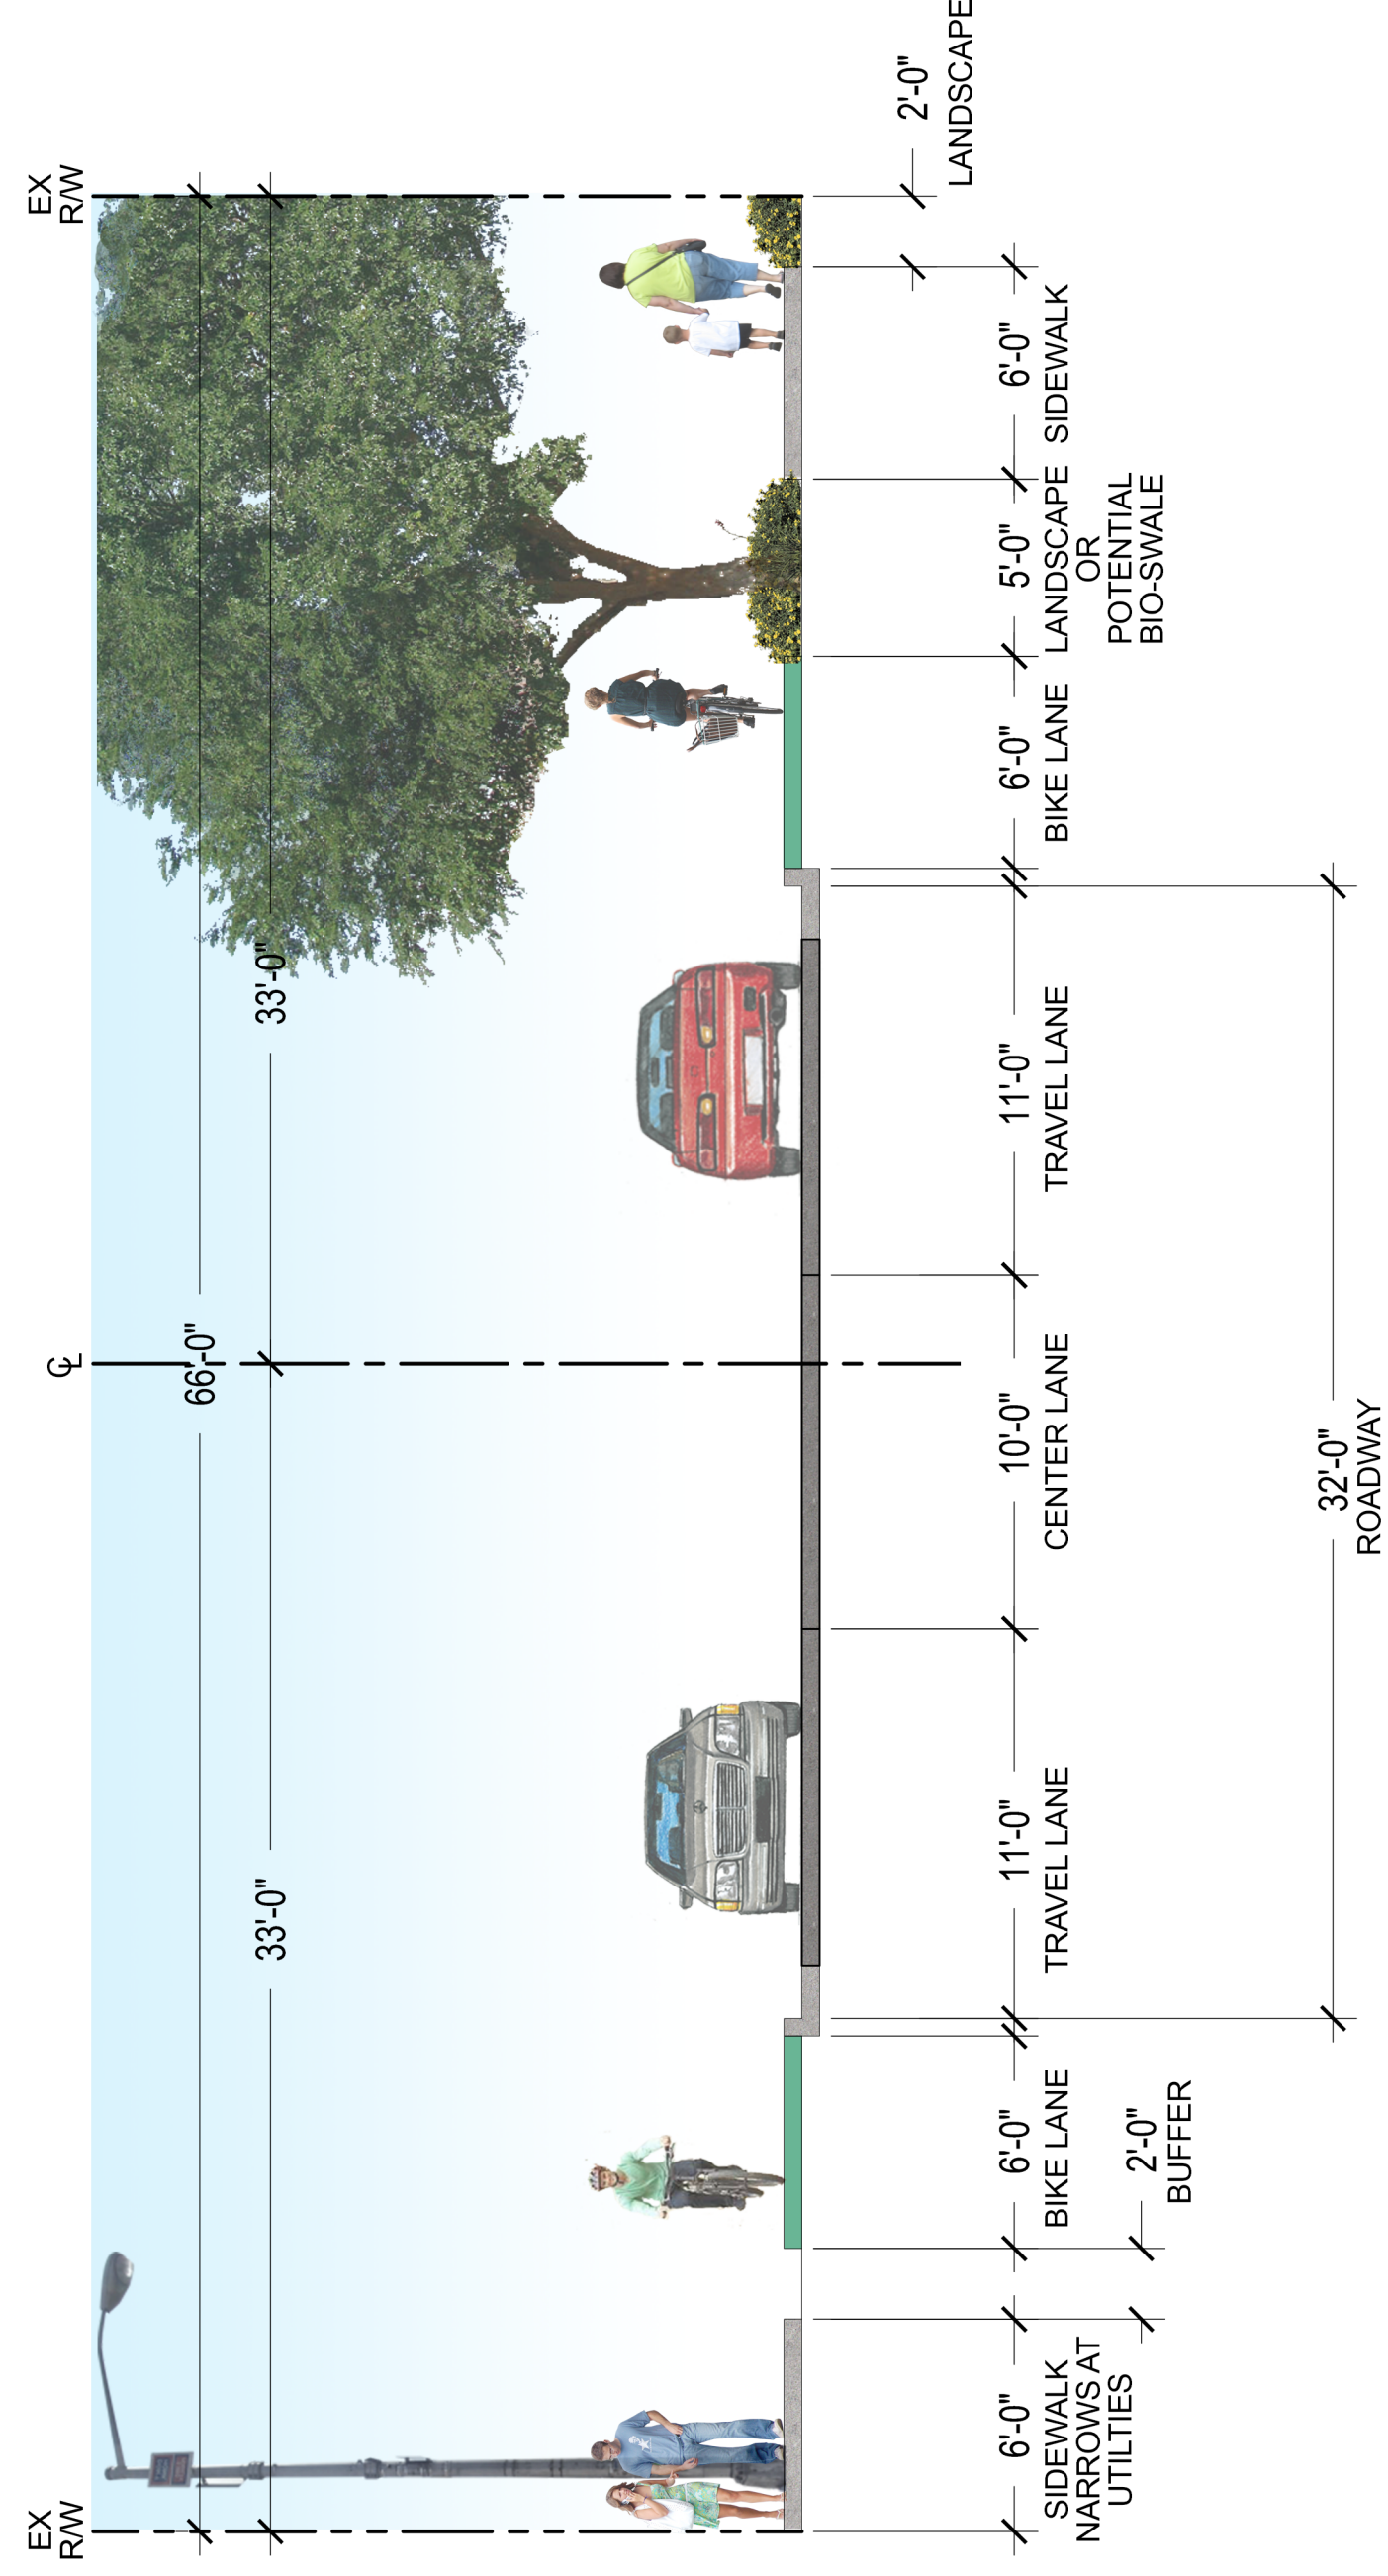 EX
R/W
℄
EX
R/W
66'-0"
33'-0"
33'-0"
6'-0"
SIDEWALK
NARROWS AT
UTILTIES
2'-0"
BUFFER
6'-0"
BIKE LANE
11'-0"
TRAVEL LANE
10'-0"
CENTER LANE
11'-0"
TRAVEL LANE
6'-0"
BIKE LANE
5'-0"
LANDSCAPE
OR
POTENTIAL
BIO-SWALE
6'-0"
SIDEWALK
2'-0"
LANDSCAPE
32'-0"
ROADWAY